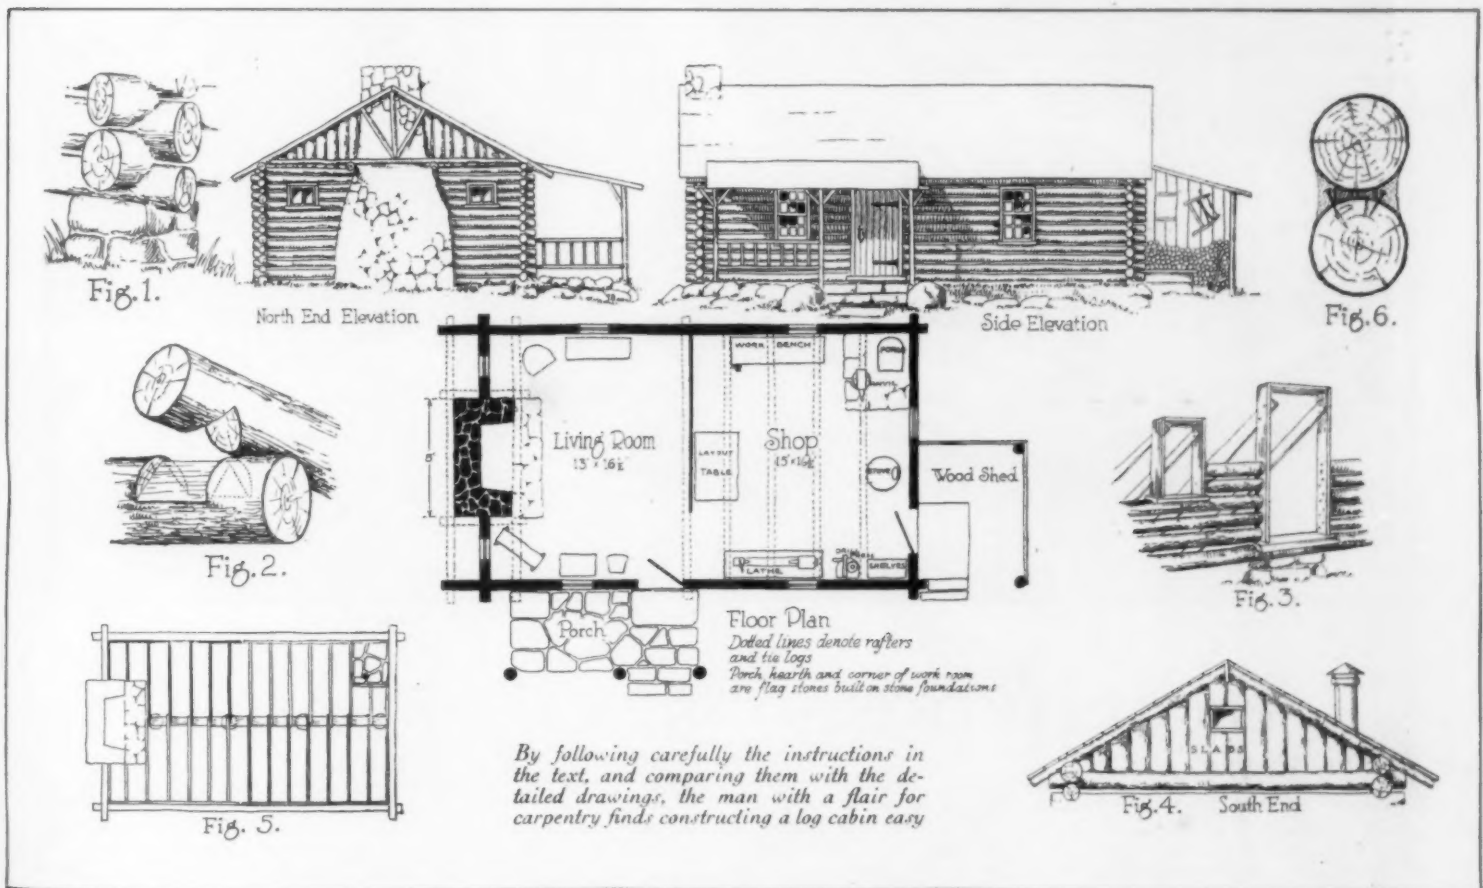 Fig. 1.
North End Elevation
Side Elevation
Fig. 6.
Fig. 2.
Living Room
13' × 16½
8'
WORK BENCH
FORGE
Shop
15' × 16½
LAYOUT
TABLE
STOVE
Wood Shed
LATHE
SHELVES
Porch
Floor Plan
Dotted lines denote rafters
and tie logs
Porch, hearth and corner of work room
are flag stones built on stone foundations
Fig. 3.
Fig. 5.
SLABS
Fig. 4. South End
By following carefully the instructions in
the text, and comparing them with the de-
tailed drawings, the man with a flair for
carpentry finds constructing a log cabin easy